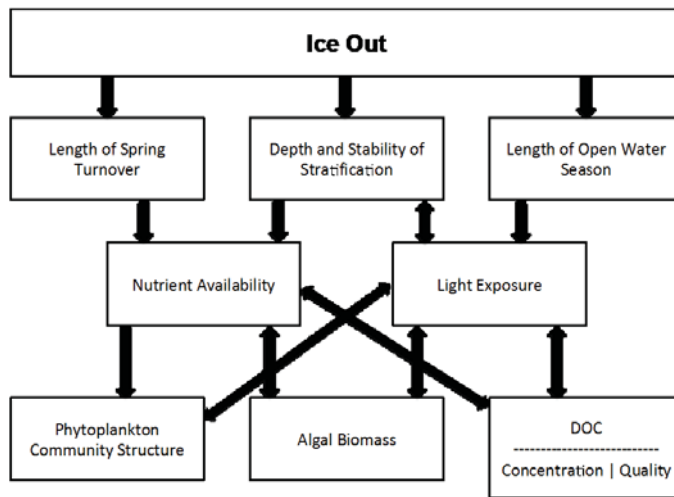 Ice Out
Length of Spring
Turnover
Depth and Stability of
Stratification
Length of Open Water
Season
Nutrient Availability
Light Exposure
Phytoplankton
Community Structure
Algal Biomass
DOC
Concentration | Quality